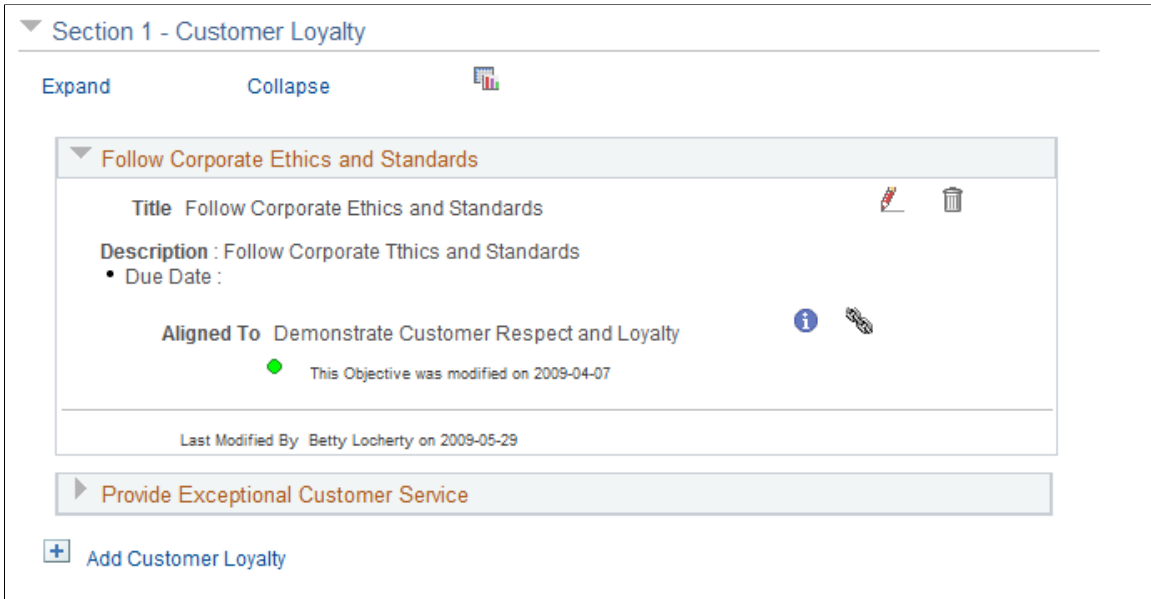 Section 1 - Customer Loyalty
Expand Collapse
Follow Corporate Ethics and Standards
Title Follow Corporate Ethics and Standards
Description : Follow Corporate Tthics and Standards
• Due Date :
Aligned To Demonstrate Customer Respect and Loyalty
This Objective was modified on 2009-04-07
Last Modified By Betty Locherty on 2009-05-29
Provide Exceptional Customer Service
Add Customer Loyalty